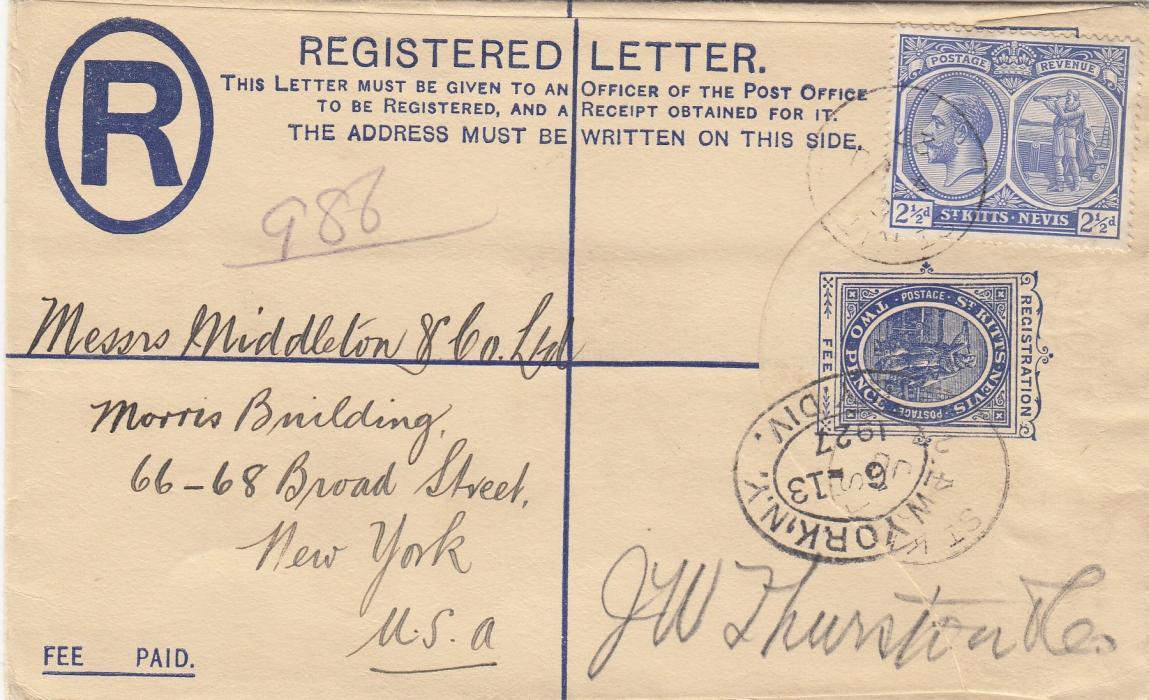 R
REGISTERED LETTER.
THIS LETTER MUST BE GIVEN TO AN OFFICER OF THE POST OFFICE
TO BE REGISTERED, AND A RECEIPT OBTAINED FOR IT.
THE ADDRESS MUST BE WRITTEN ON THIS SIDE.
POSTAGE REVENUE
2½d ST KITTS·NEVIS 2½d
986
REGISTRATION
ST KITTS-NEVIS
POSTAGE
POSTAGE
TWO PENCE
FEE
Messrs Middleton & Co. Ltd
Morris Building,
66-68 Broad Street,
New York
U.S.A
YORK, N.Y. DIV.
6-13
1927
ST. K
JW Thurston & Co.
FEE PAID.